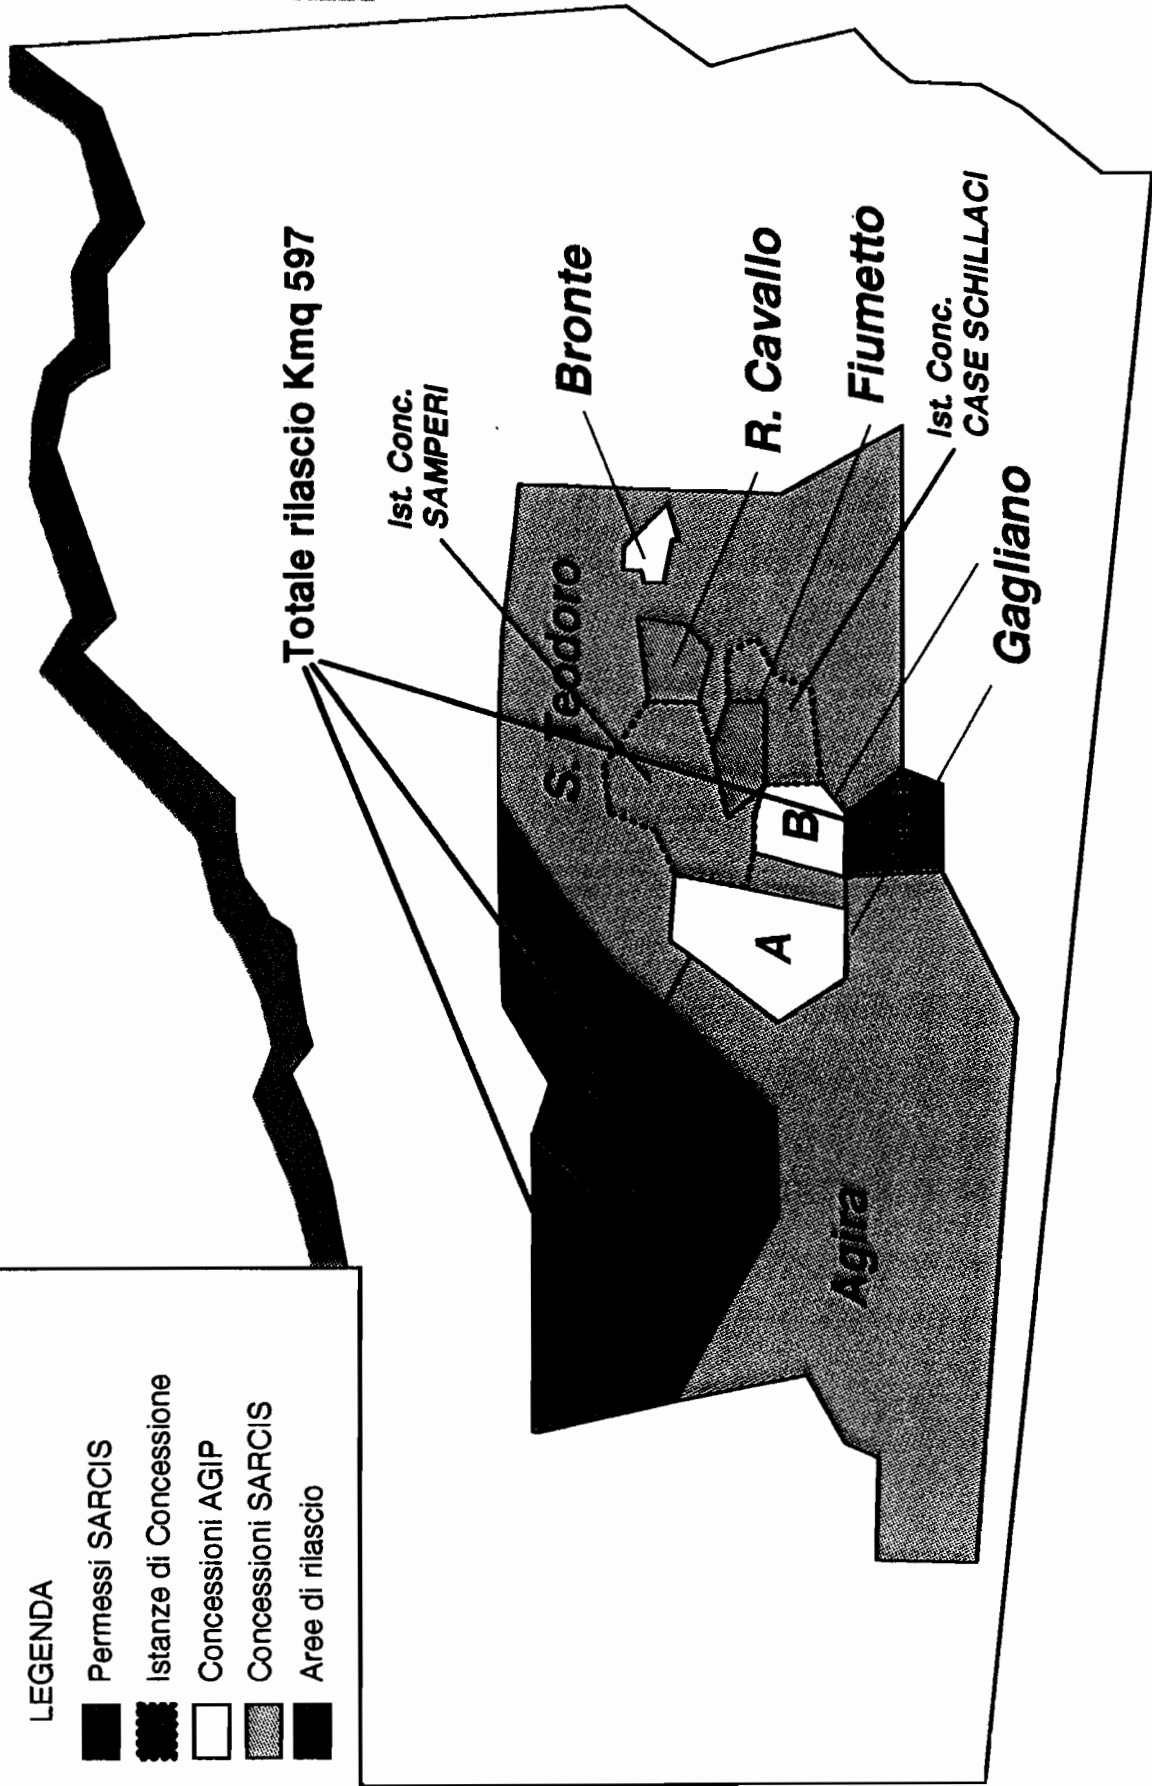 LEGENDA
Permessi SARCIS
Istanze di Concessione
Concessioni AGIP
Concessioni SARCIS
Aree di rilascio
Totale rilascio Kmq 597
Ist. Conc.
SAMPERI
Bronte
R. Cavallo
Fiumetto
Ist. Conc.
CASE SCHILLACI
Gagliano
S. Teodoro
A
B
Agira